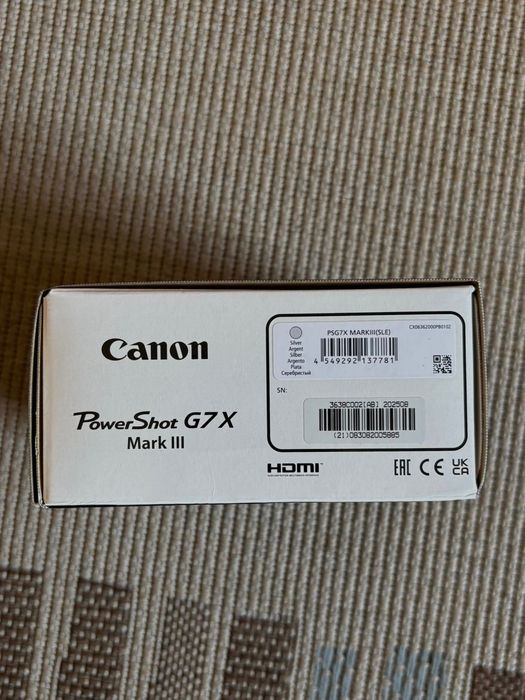 Canon
PowerShot G7 X
Mark III
PSG7X MARKIII(SLE)
CX06362000PB0102
Silver
Argent
Silber
Argento
Plata
Серебристый
4 549292 137781
SN:
3638C002(AB) 202508
(21)083082005885
HDMI
EAC CE UK
CA